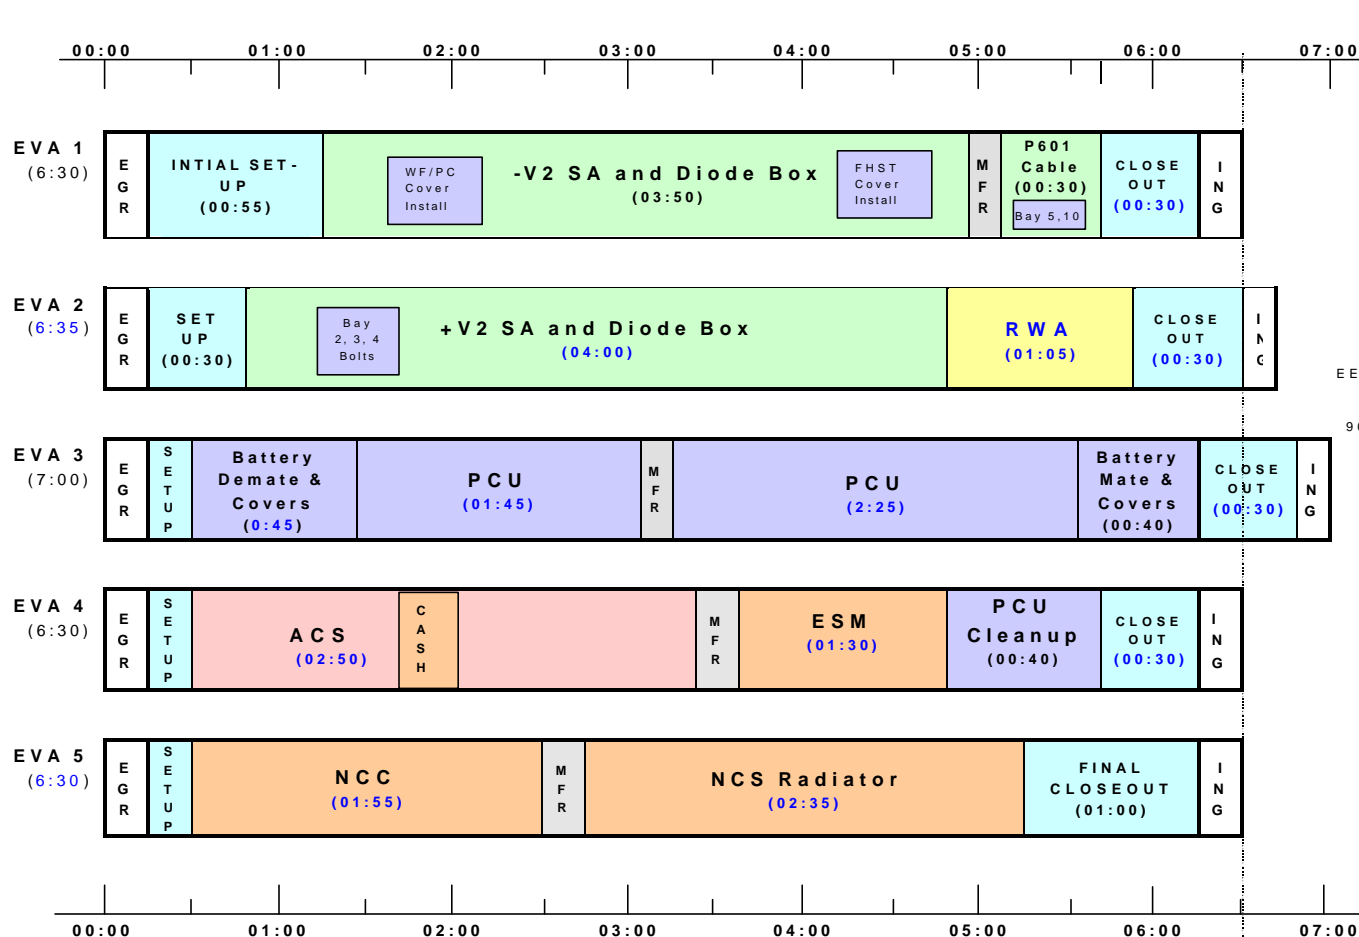 00:00 01:00 02:00 03:00 04:00 05:00 06:00 07:00
EVA 1
(6:30)
EGR
INTIAL SET-
UP
(00:55)
WF/PC
Cover
Install
-V2 SA and Diode Box
(03:50)
FHST
Cover
Install
MFR
P601
Cable
(00:30)
Bay 5,10
CLOSE
OUT
(00:30)
ING
EVA 2
(6:35)
EGR
SET
UP
(00:30)
Bay
2, 3, 4
Bolts
+V2 SA and Diode Box
(04:00)
RWA
(01:05)
CLOSE
OUT
(00:30)
ING
EE
90
EVA 3
(7:00)
EGR
SETUP
Battery
Demate &
Covers
(0:45)
PCU
(01:45)
MFR
PCU
(2:25)
Battery
Mate &
Covers
(00:40)
CLOSE
OUT
(00:30)
ING
EVA 4
(6:30)
EGR
SETUP
ACS
(02:50)
CASH
MFR
ESM
(01:30)
PCU
Cleanup
(00:40)
CLOSE
OUT
(00:30)
ING
EVA 5
(6:30)
EGR
SETUP
NCC
(01:55)
MFR
NCS Radiator
(02:35)
FINAL
CLOSEOUT
(01:00)
ING
00:00 01:00 02:00 03:00 04:00 05:00 06:00 07:00